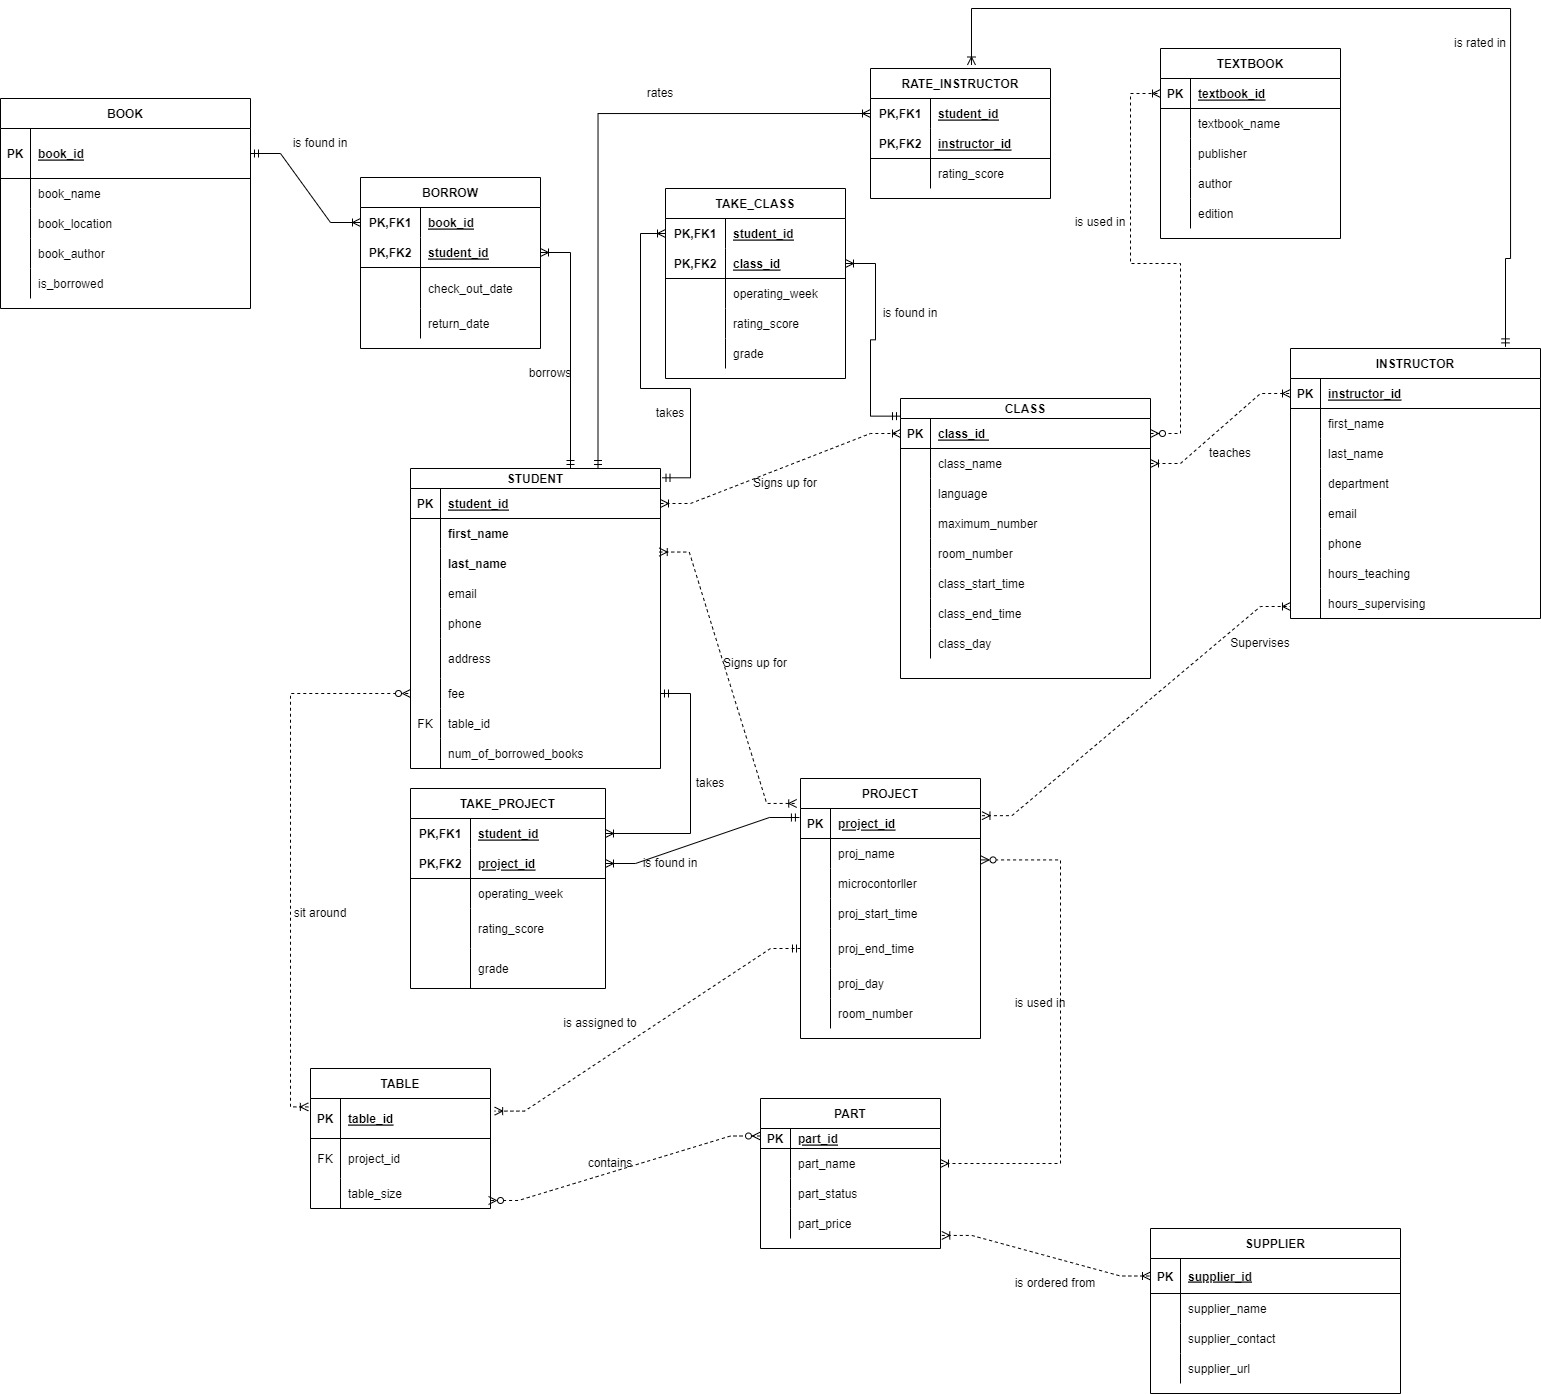 is rated in
TEXTBOOK
PK textbook_id
textbook_name
publisher
author
edition
is used in
rates
RATE_INSTRUCTOR
PK,FK1 student_id
PK,FK2 instructor_id
rating_score
BOOK
PK book_id
book_name
book_location
book_author
is_borrowed
is found in
BORROW
PK,FK1 book_id
PK,FK2 student_id
check_out_date
return_date
borrows
TAKE_CLASS
PK,FK1 student_id
PK,FK2 class_id
operating_week
rating_score
grade
is found in
takes
INSTRUCTOR
PK instructor_id
first_name
last_name
department
email
phone
hours_teaching
hours_supervising
teaches
CLASS
PK class_id
class_name
language
maximum_number
room_number
class_start_time
class_end_time
class_day
Signs up for
STUDENT
PK student_id
first_name
last_name
email
phone
address
fee
FK table_id
num_of_borrowed_books
Signs up for
Supervises
takes
TAKE_PROJECT
PK,FK1 student_id
PK,FK2 project_id
operating_week
rating_score
grade
is found in
PROJECT
PK project_id
proj_name
microcontorller
proj_start_time
proj_end_time
proj_day
room_number
sit around
is used in
is assigned to
TABLE
PK table_id
FK project_id
table_size
contains
PART
PK part_id
part_name
part_status
part_price
is ordered from
SUPPLIER
PK supplier_id
supplier_name
supplier_contact
supplier_url